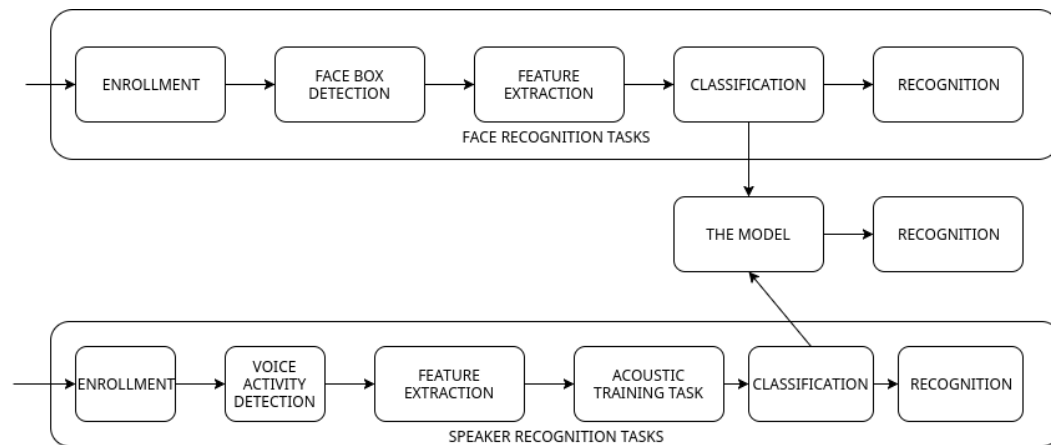 ENROLLMENT
FACE BOX
DETECTION
FEATURE
EXTRACTION
CLASSIFICATION
RECOGNITION
FACE RECOGNITION TASKS
THE MODEL
RECOGNITION
ENROLLMENT
VOICE
ACTIVITY
DETECTION
FEATURE
EXTRACTION
ACOUSTIC
TRAINING TASK
CLASSIFICATION
RECOGNITION
SPEAKER RECOGNITION TASKS